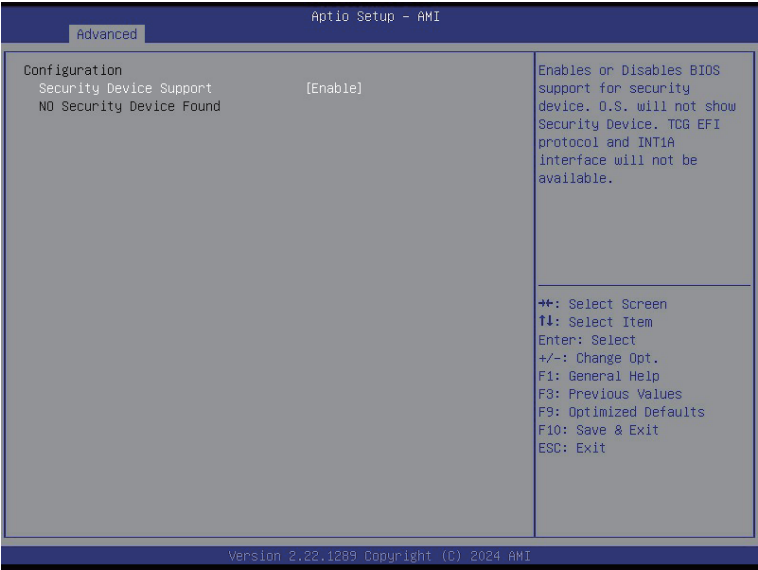 Aptio Setup – AMI
Advanced
Configuration
Security Device Support [Enable]
NO Security Device Found
Enables or Disables BIOS
support for security
device. O.S. will not show
Security Device. TCG EFI
protocol and INT1A
interface will not be
available.
→←: Select Screen
↑↓: Select Item
Enter: Select
+/-: Change Opt.
F1: General Help
F3: Previous Values
F9: Optimized Defaults
F10: Save & Exit
ESC: Exit
Version 2.22.1289 Copyright (C) 2024 AMI